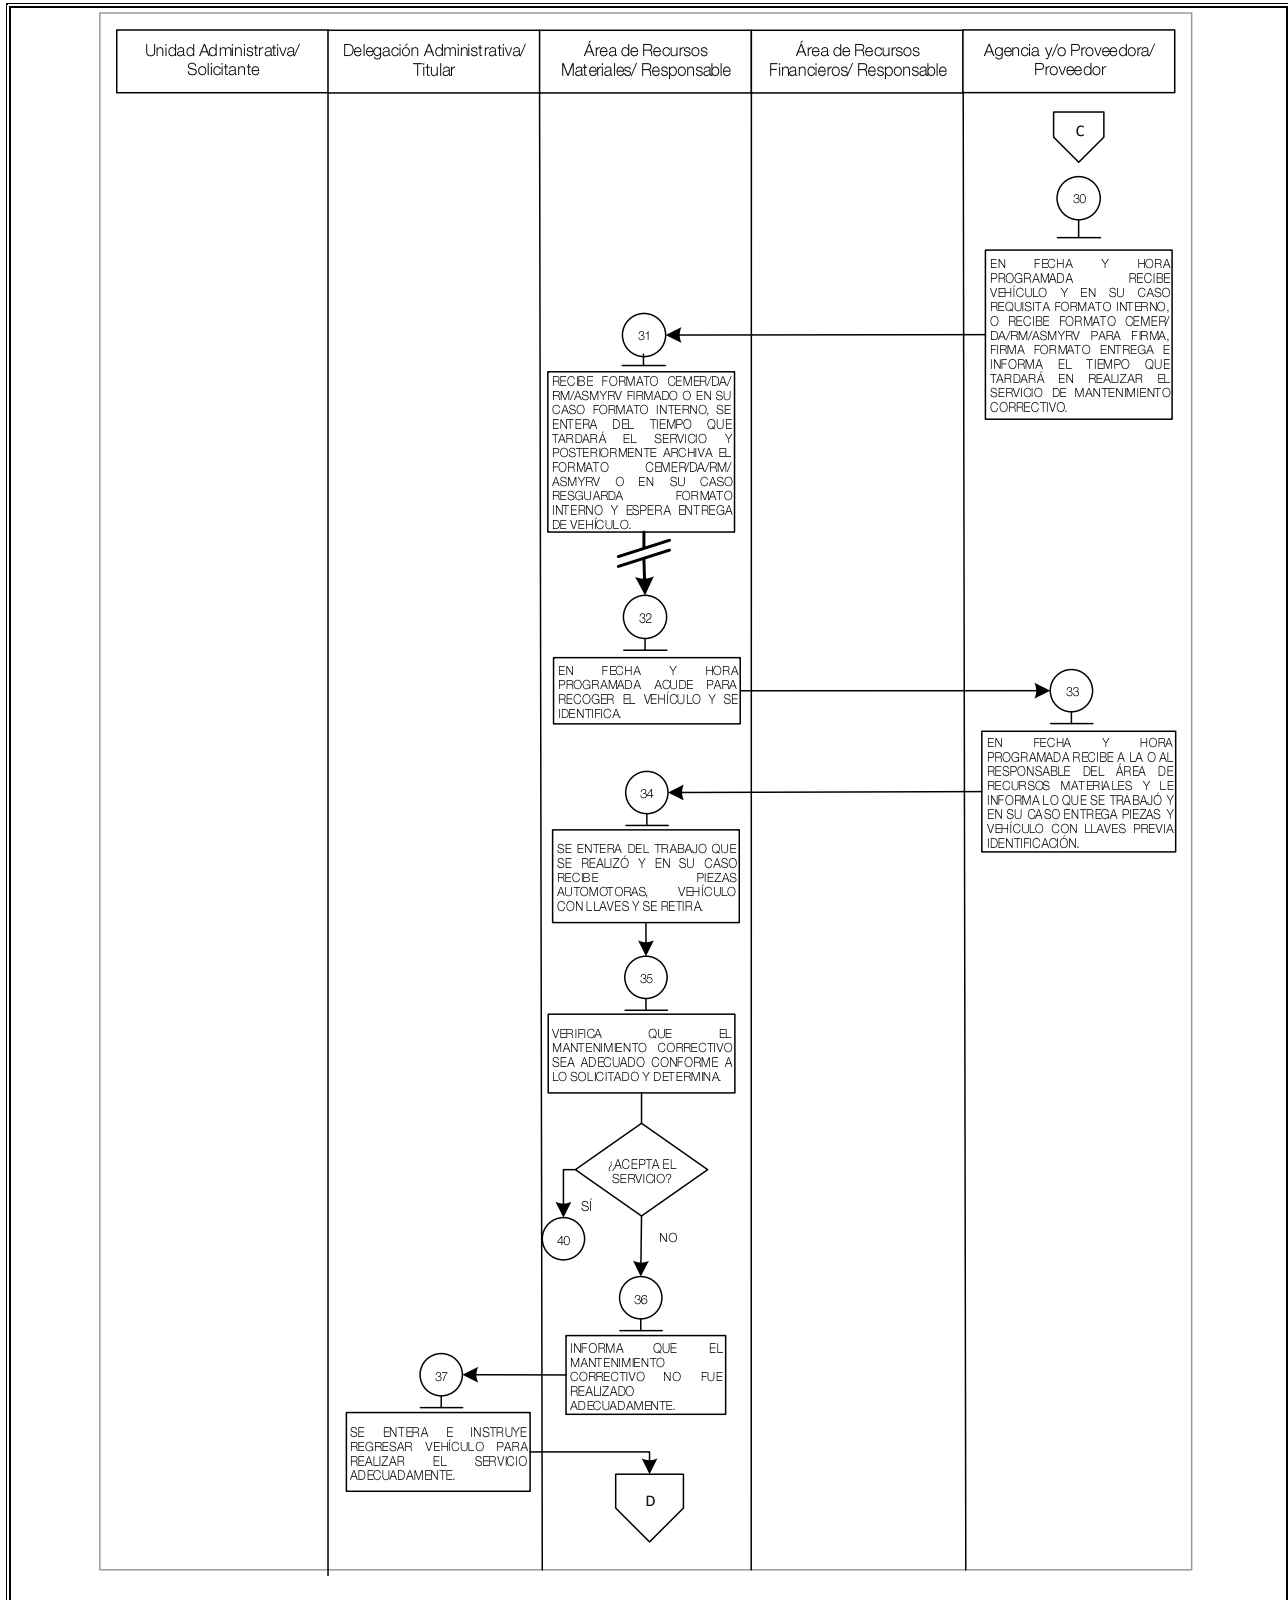 Unidad Administrativa/
Solicitante
Delegación Administrativa/
Titular
Área de Recursos
Materiales/ Responsable
Área de Recursos
Financieros/ Responsable
Agencia y/o Proveedora/
Proveedor
C
30
EN FECHA Y HORA
PROGRAMADA RECIBE
VEHÍCULO Y EN SU CASO
REQUISITA FORMATO INTERNO,
O RECIBE FORMATO CEMER/
DA/RM/ASMYRV PARA FIRMA,
FIRMA FORMATO ENTREGA E
INFORMA EL TIEMPO QUE
TARDARÁ EN REALIZAR EL
SERVICIO DE MANTENIMIENTO
CORRECTIVO.
31
RECIBE FORMATO CEMER/DA/
RM/ASMYRV FIRMADO O EN SU
CASO FORMATO INTERNO, SE
ENTERA DEL TIEMPO QUE
TARDARÁ EL SERVICIO Y
POSTERIORMENTE ARCHIVA EL
FORMATO CEMER/DA/RM/
ASMYRV O EN SU CASO
RESGUARDA FORMATO
INTERNO Y ESPERA ENTREGA
DE VEHÍCULO.
32
EN FECHA Y HORA
PROGRAMADA ACUDE PARA
RECOGER EL VEHÍCULO Y SE
IDENTIFICA.
33
EN FECHA Y HORA
PROGRAMADA RECIBE A LA O AL
RESPONSABLE DEL ÁREA DE
RECURSOS MATERIALES Y LE
INFORMA LO QUE SE TRABAJÓ Y
EN SU CASO ENTREGA PIEZAS Y
VEHÍCULO CON LLAVES PREVIA
IDENTIFICACIÓN.
34
SE ENTERA DEL TRABAJO QUE
SE REALIZÓ Y EN SU CASO
RECIBE PIEZAS
AUTOMOTORAS, VEHÍCULO
CON LLAVES Y SE RETIRA.
35
VERIFICA QUE EL
MANTENIMIENTO CORRECTIVO
SEA ADECUADO CONFORME A
LO SOLICITADO Y DETERMINA.
¿ACEPTA EL
SERVICIO?
SÍ
40
NO
36
INFORMA QUE EL
MANTENIMIENTO
CORRECTIVO NO FUE
REALIZADO
ADECUADAMENTE.
37
SE ENTERA E INSTRUYE
REGRESAR VEHÍCULO PARA
REALIZAR EL SERVICIO
ADECUADAMENTE.
D